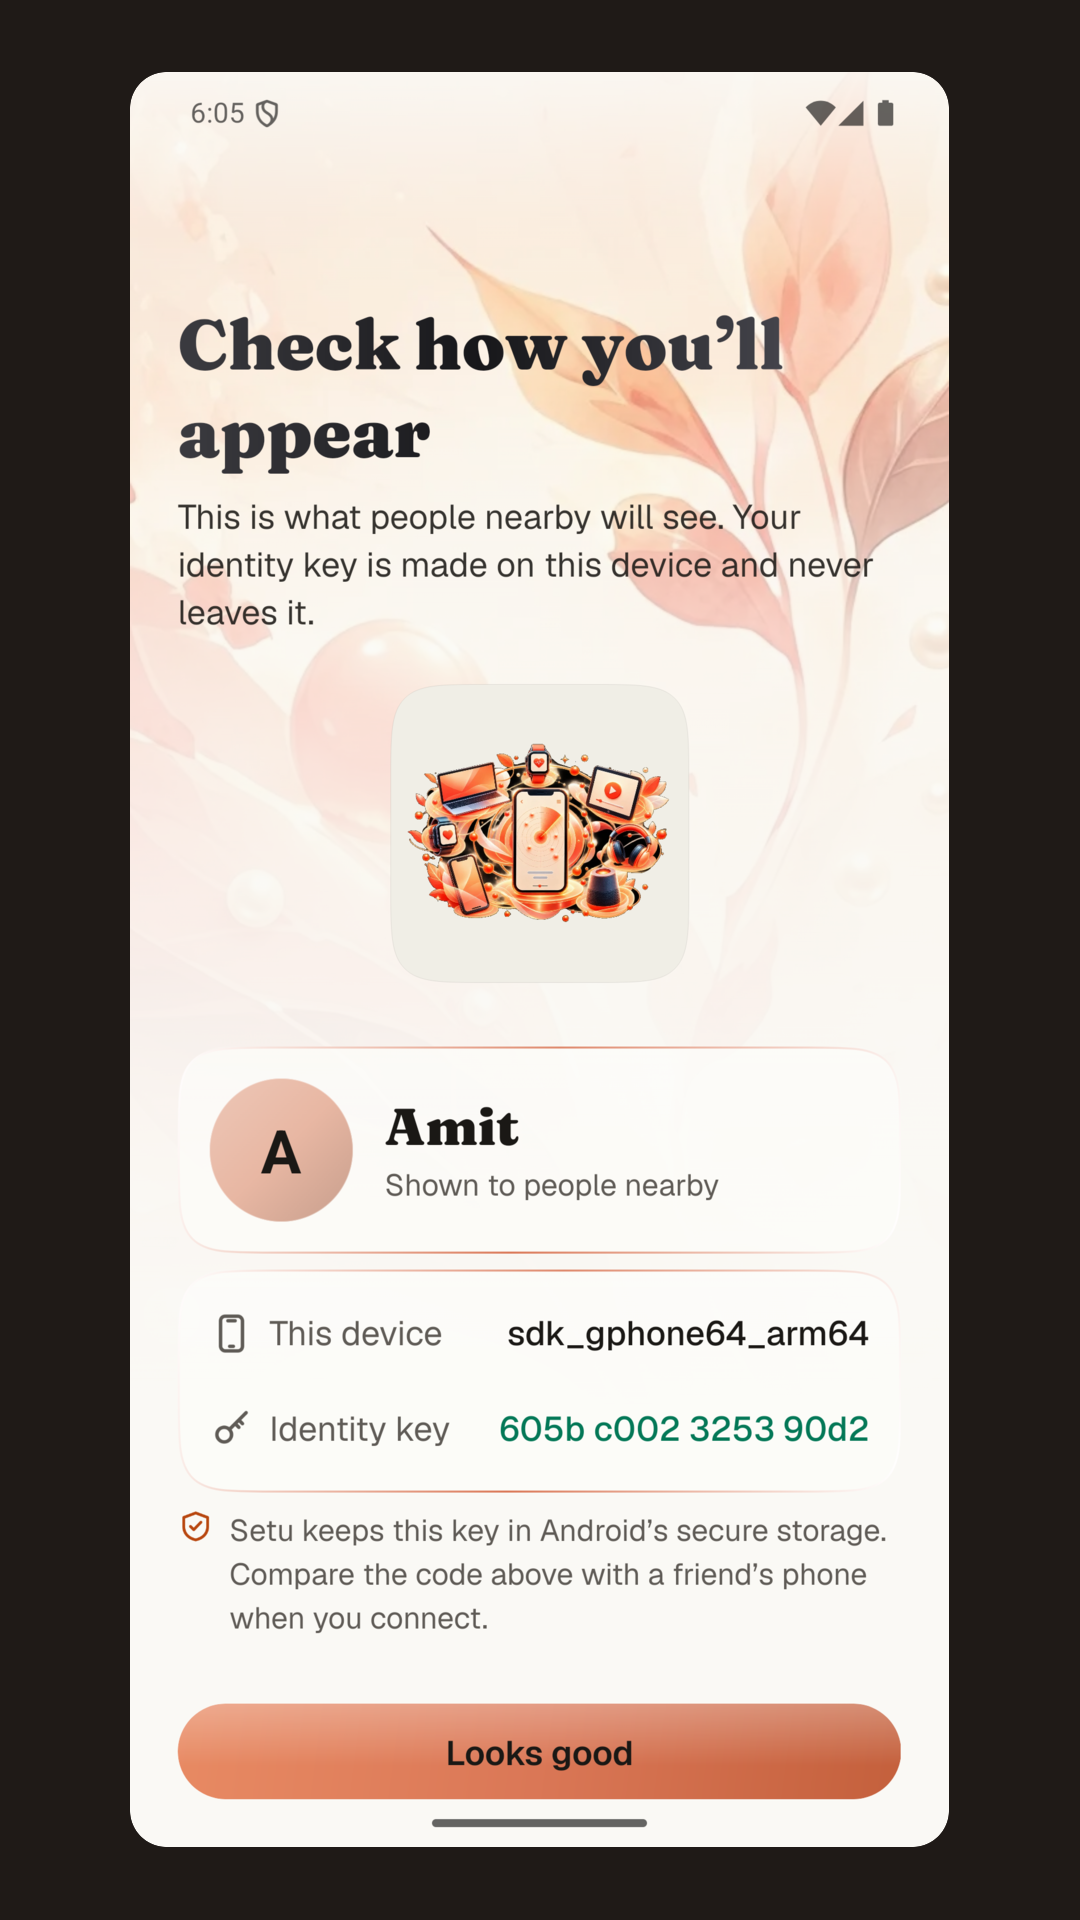 6:05
Check how you’ll
appear
This is what people nearby will see. Your
identity key is made on this device and never
leaves it.
A
Amit
Shown to people nearby
This device
sdk_gphone64_arm64
Identity key
605b c002 3253 90d2
Setu keeps this key in Android’s secure storage.
Compare the code above with a friend’s phone
when you connect.
Looks good